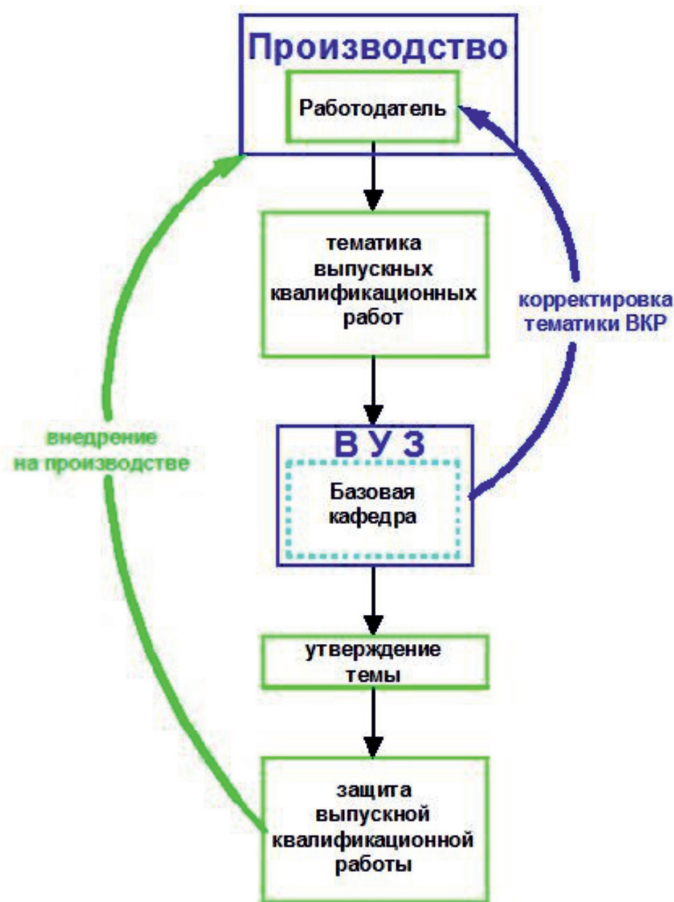 Производство
Работодатель
тематика
выпускных
квалификационных
работ
корректировка
тематики ВКР
В У З
Базовая
кафедра
внедрение
на производстве
утверждение
темы
защита
выпускной
квалификационной
работы